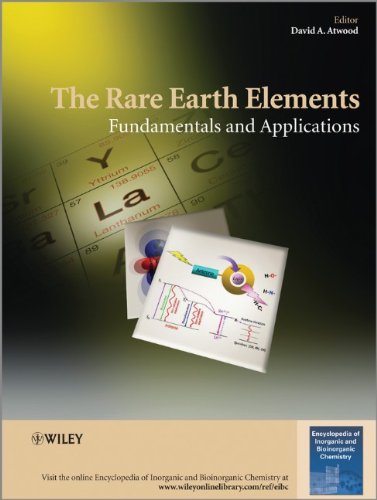 Editor
David A. Atwood
The Rare Earth Elements
Fundamentals and Applications
Sr
Y
Yttrium
138.9055
57
La
Lanthanum
89
WILEY
Encyclopedia of
Inorganic and
Bioinorganic
Chemistry
Visit the online Encyclopedia of Inorganic and Bioinorganic Chemistry at
www.wileyonlinelibrary.com/ref/eibc